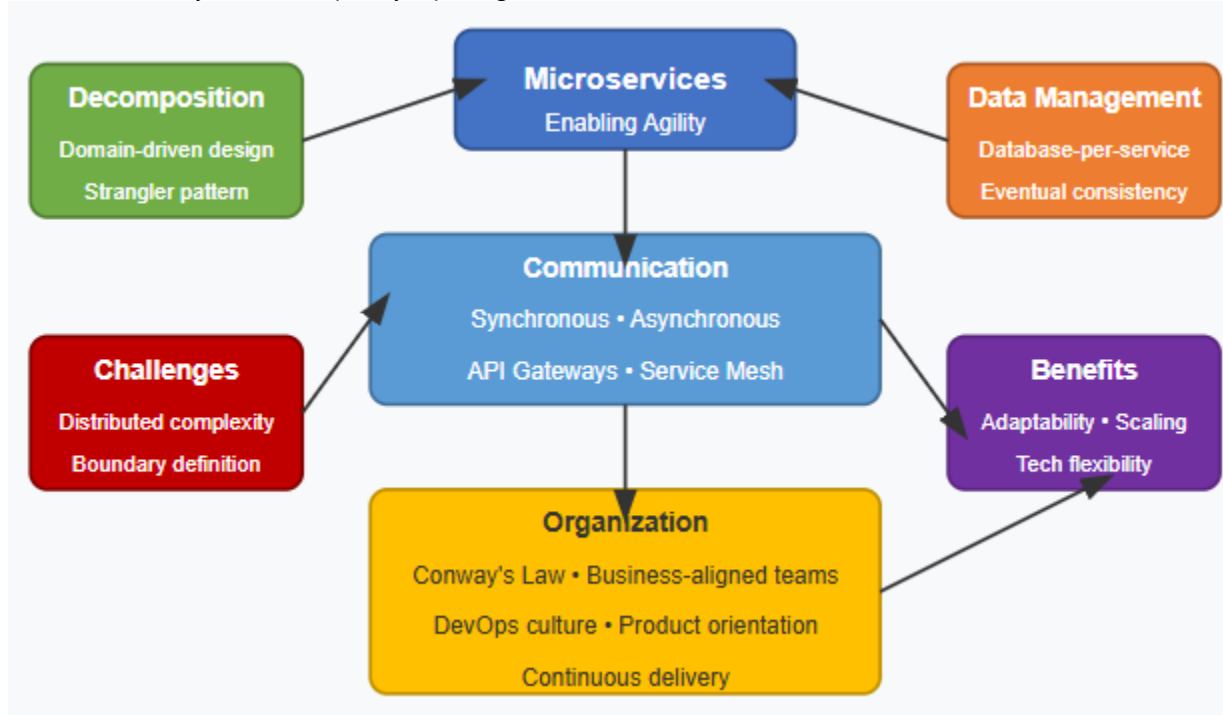 Microservices
Enabling Agility
Decomposition
Domain-driven design
Strangler pattern
Data Management
Database-per-service
Eventual consistency
Communication
Synchronous • Asynchronous
API Gateways • Service Mesh
Challenges
Distributed complexity
Boundary definition
Benefits
Adaptability • Scaling
Tech flexibility
Organization
Conway's Law • Business-aligned teams
DevOps culture • Product orientation
Continuous delivery